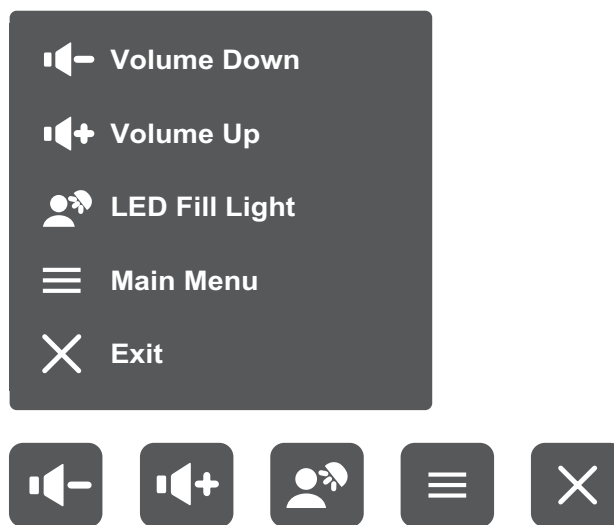 Volume Down
Volume Up
LED Fill Light
Main Menu
Exit